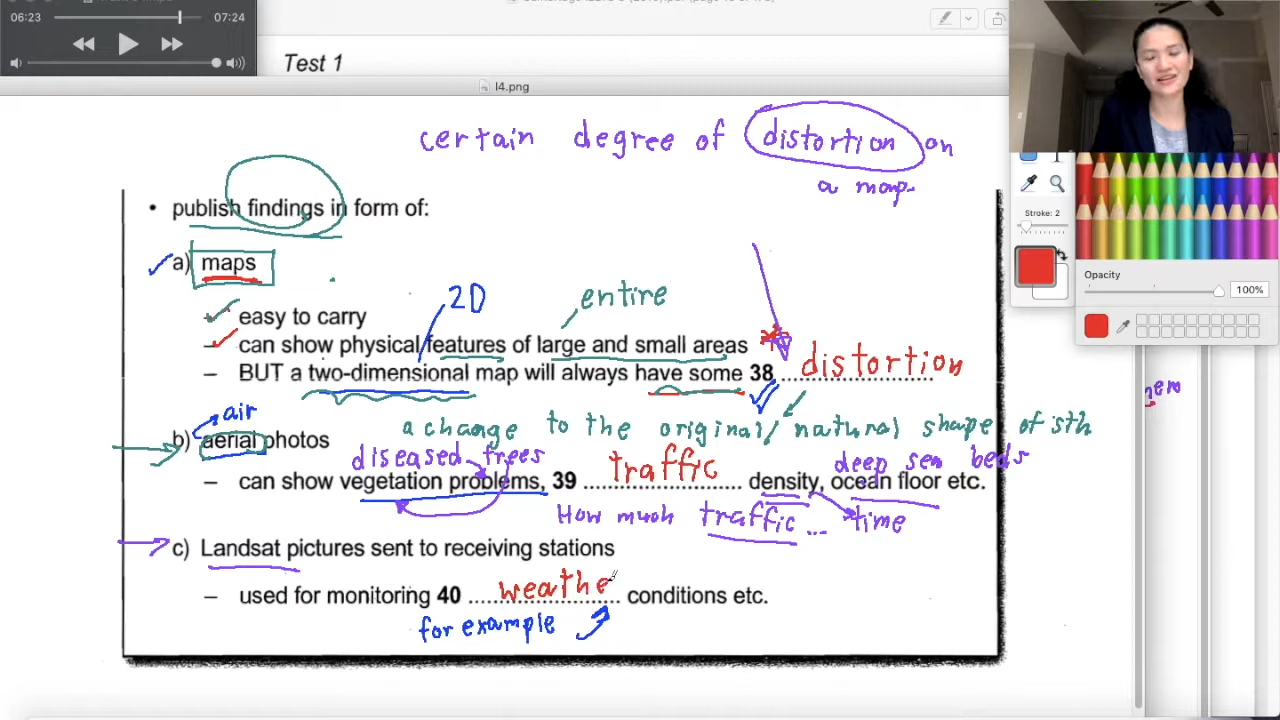 06:23 07:24
Test 1
l4.png
certain degree of distortion on
a map
• publish findings in form of:
a) maps
2D entire
easy to carry
– can show physical features of large and small areas
– BUT a two-dimensional map will always have some 38 distortion
air
a change to the original/natural shape of sth
b) aerial photos
diseased trees traffic deep sea beds
– can show vegetation problems, 39 .......... density, ocean floor etc.
How much traffic ... time
c) Landsat pictures sent to receiving stations
– used for monitoring 40 weathe conditions etc.
for example
Stroke: 2
Opacity
100%